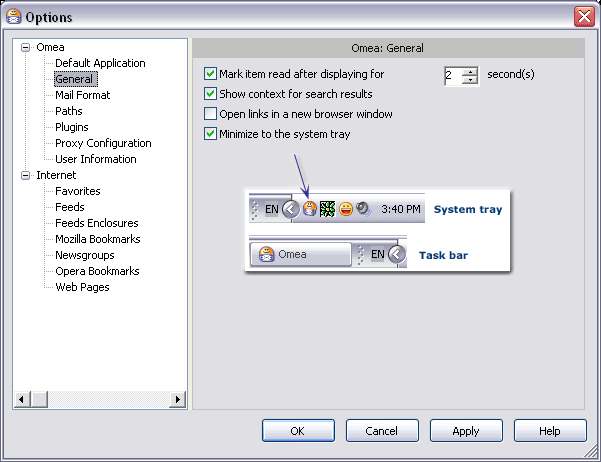 Options
Omea
Default Application
General
Mail Format
Paths
Plugins
Proxy Configuration
User Information
Internet
Favorites
Feeds
Feeds Enclosures
Mozilla Bookmarks
Newsgroups
Opera Bookmarks
Web Pages
Omea: General
Mark item read after displaying for 2 second(s)
Show context for search results
Open links in a new browser window
Minimize to the system tray
EN 3:40 PM System tray
Omea EN Task bar
OK Cancel Apply Help